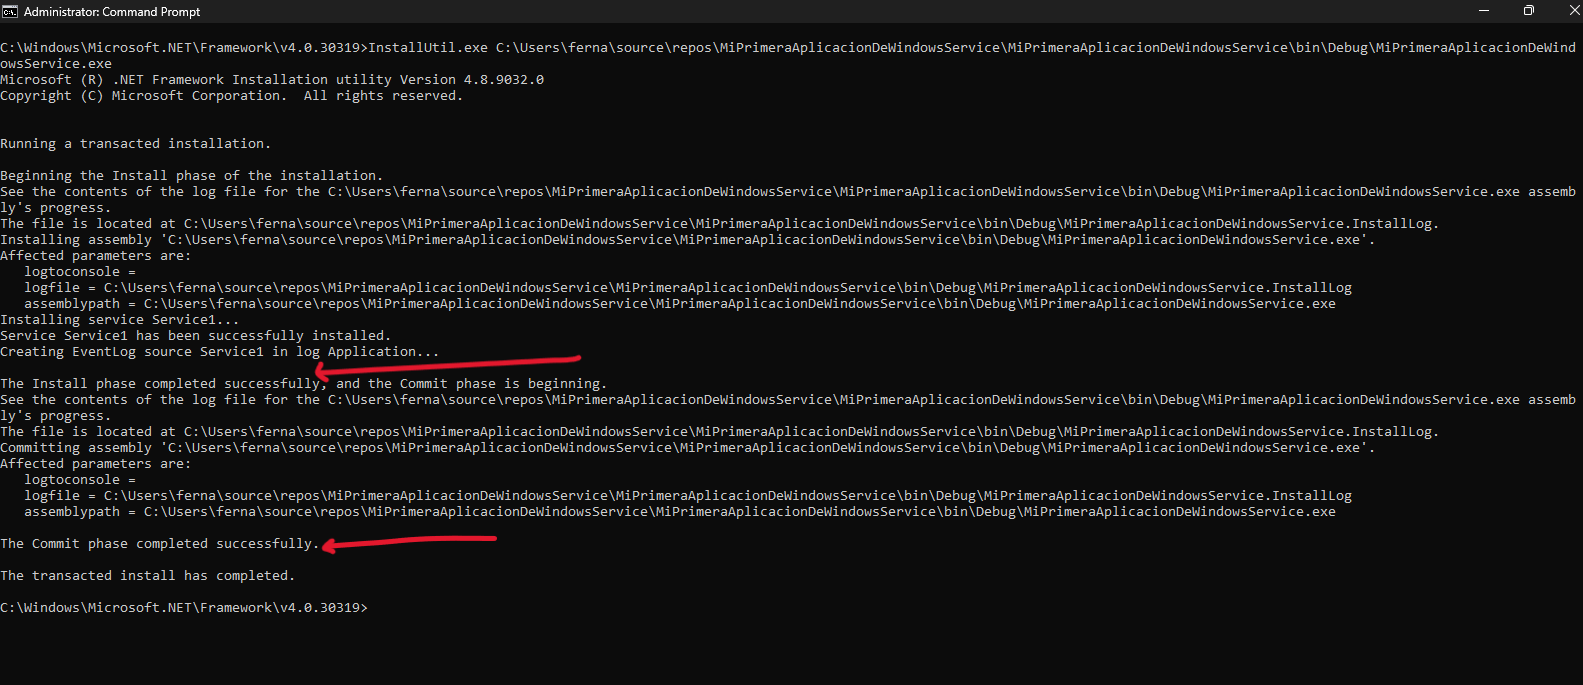 Administrator: Command Prompt
C:\Windows\Microsoft.NET\Framework\v4.0.30319>InstallUtil.exe C:\Users\ferna\source\repos\MiPrimeraAplicacionDeWindowsService\MiPrimeraAplicacionDeWindowsService\bin\Debug\MiPrimeraAplicacionDeWind
owsService.exe
Microsoft (R) .NET Framework Installation utility Version 4.8.9032.0
Copyright (C) Microsoft Corporation.  All rights reserved.
Running a transacted installation.
Beginning the Install phase of the installation.
See the contents of the log file for the C:\Users\ferna\source\repos\MiPrimeraAplicacionDeWindowsService\MiPrimeraAplicacionDeWindowsService\bin\Debug\MiPrimeraAplicacionDeWindowsService.exe assemb
ly's progress.
The file is located at C:\Users\ferna\source\repos\MiPrimeraAplicacionDeWindowsService\MiPrimeraAplicacionDeWindowsService\bin\Debug\MiPrimeraAplicacionDeWindowsService.InstallLog.
Installing assembly 'C:\Users\ferna\source\repos\MiPrimeraAplicacionDeWindowsService\MiPrimeraAplicacionDeWindowsService\bin\Debug\MiPrimeraAplicacionDeWindowsService.exe'.
Affected parameters are:
   logtoconsole =
   logfile = C:\Users\ferna\source\repos\MiPrimeraAplicacionDeWindowsService\MiPrimeraAplicacionDeWindowsService\bin\Debug\MiPrimeraAplicacionDeWindowsService.InstallLog
   assemblypath = C:\Users\ferna\source\repos\MiPrimeraAplicacionDeWindowsService\MiPrimeraAplicacionDeWindowsService\bin\Debug\MiPrimeraAplicacionDeWindowsService.exe
Installing service Service1...
Service Service1 has been successfully installed.
Creating EventLog source Service1 in log Application...
The Install phase completed successfully, and the Commit phase is beginning.
See the contents of the log file for the C:\Users\ferna\source\repos\MiPrimeraAplicacionDeWindowsService\MiPrimeraAplicacionDeWindowsService\bin\Debug\MiPrimeraAplicacionDeWindowsService.exe assemb
ly's progress.
The file is located at C:\Users\ferna\source\repos\MiPrimeraAplicacionDeWindowsService\MiPrimeraAplicacionDeWindowsService\bin\Debug\MiPrimeraAplicacionDeWindowsService.InstallLog.
Committing assembly 'C:\Users\ferna\source\repos\MiPrimeraAplicacionDeWindowsService\MiPrimeraAplicacionDeWindowsService\bin\Debug\MiPrimeraAplicacionDeWindowsService.exe'.
Affected parameters are:
   logtoconsole =
   logfile = C:\Users\ferna\source\repos\MiPrimeraAplicacionDeWindowsService\MiPrimeraAplicacionDeWindowsService\bin\Debug\MiPrimeraAplicacionDeWindowsService.InstallLog
   assemblypath = C:\Users\ferna\source\repos\MiPrimeraAplicacionDeWindowsService\MiPrimeraAplicacionDeWindowsService\bin\Debug\MiPrimeraAplicacionDeWindowsService.exe
The Commit phase completed successfully.
The transacted install has completed.
C:\Windows\Microsoft.NET\Framework\v4.0.30319>